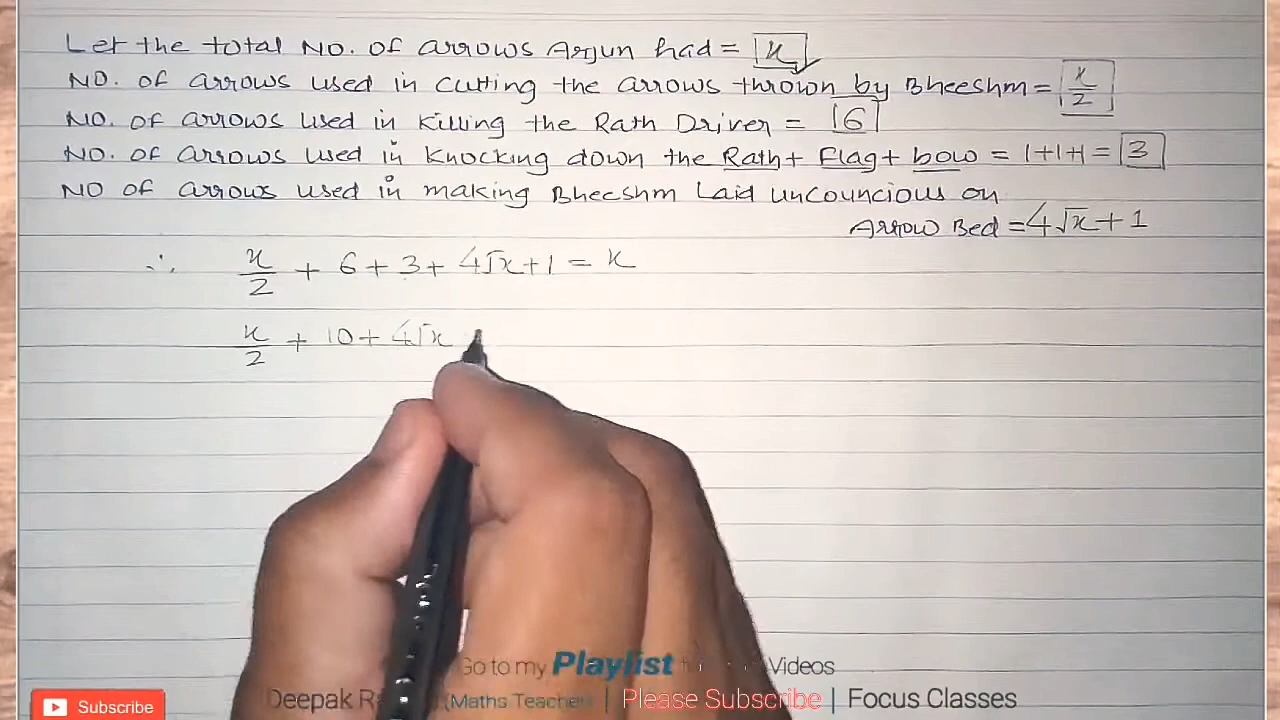 Let the total NO. of arrows Arjun had = x
NO. of arrows used in cutting the arrows thrown by Bheeshm = x/2
NO. of arrows used in killing the Rath Driver = 6
NO. of arrows used in knocking down the Rath + Flag + bow = 1+1+1 = 3
NO of arrows used in making Bheeshm Laid uncouncious on
Arrow Bed = 4√x + 1
∴ x/2 + 6 + 3 + 4√x + 1 = x
x/2 + 10 + 4√x
Go to my Playlist Videos
Deepak (Maths Teacher) | Please Subscribe | Focus Classes
Subscribe